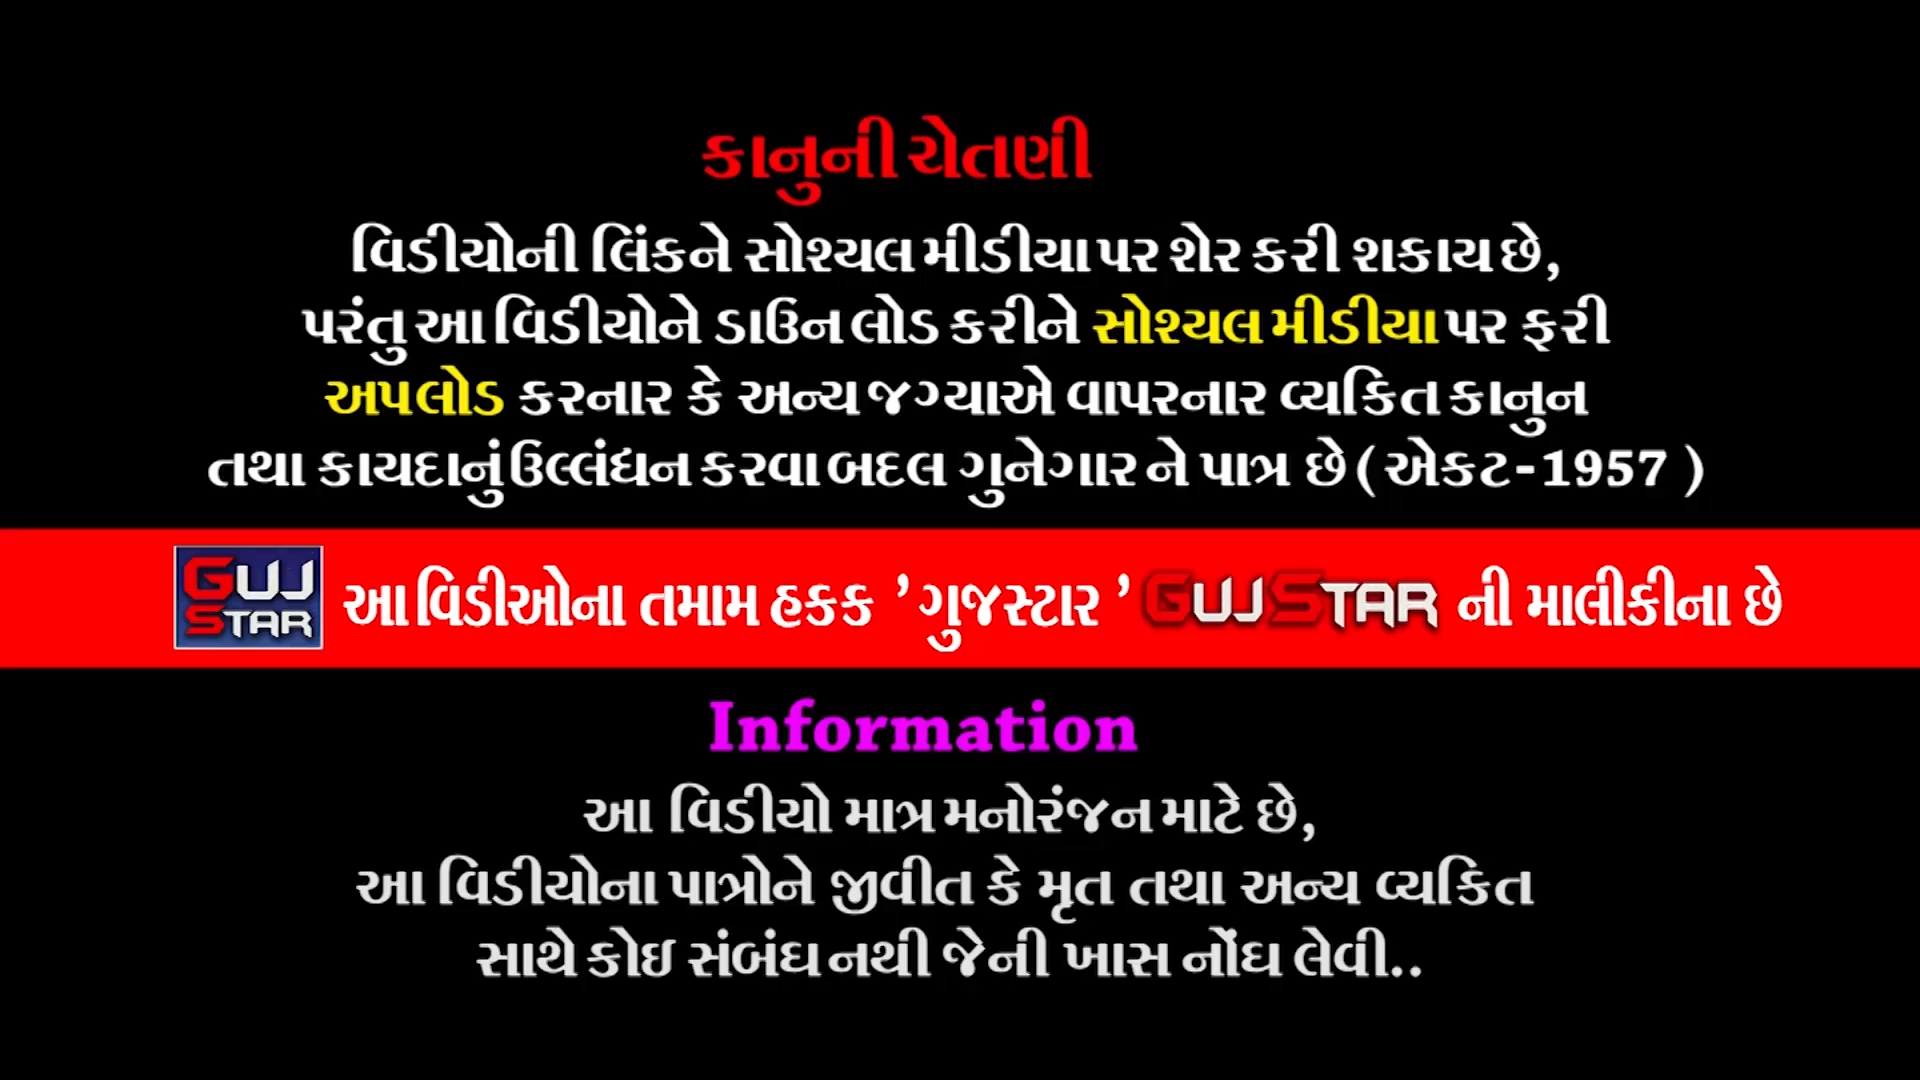 કાનુની ચેતણી
વિડીયોની લિંકને સોશ્યલ મીડીયા પર શેર કરી શકાય છે,
પરંતુ આ વિડીયોને ડાઉન લોડ કરીને સોશ્યલ મીડીયા પર ફરી
અપલોડ કરનાર કે અન્ય જગ્યાએ વાપરનાર વ્યકિત કાનુન
તથા કાયદાનું ઉલ્લંઘન કરવા બદલ ગુનેગાર ને પાત્ર છે ( એકટ-1957 )
GUJ STAR
આ વિડીઓના તમામ હકક ’ ગુજસ્ટાર ’ GUJSTAR ની માલીકીના છે
Information
આ વિડીયો માત્ર મનોરંજન માટે છે,
આ વિડીયોના પાત્રોને જીવીત કે મૃત તથા અન્ય વ્યકિત
સાથે કોઇ સંબંઘ નથી જેની ખાસ નોંઘ લેવી..